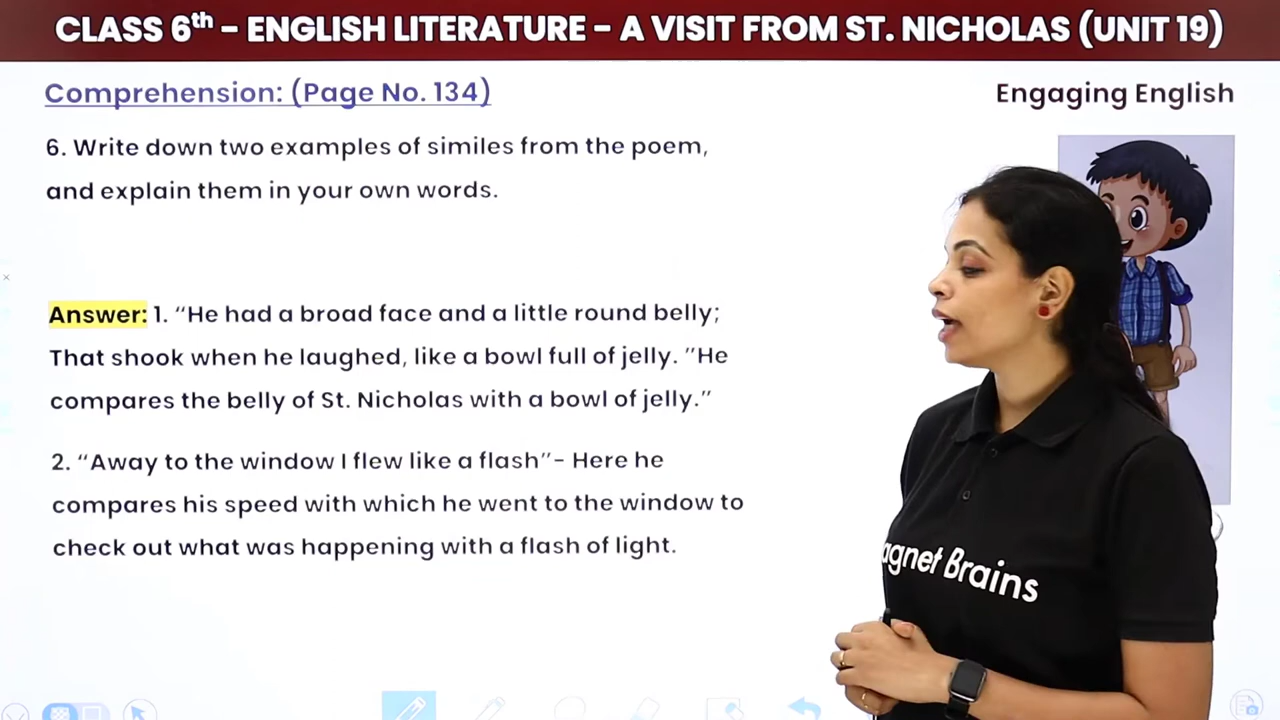 CLASS 6th – ENGLISH LITERATURE – A VISIT FROM ST. NICHOLAS (UNIT 19)
Comprehension: (Page No. 134)
Engaging English
6. Write down two examples of similes from the poem,
and explain them in your own words.
Answer: 1. “He had a broad face and a little round belly;
That shook when he laughed, like a bowl full of jelly. ”He
compares the belly of St. Nicholas with a bowl of jelly.”
2. “Away to the window I flew like a flash”- Here he
compares his speed with which he went to the window to
check out what was happening with a flash of light.
agnet Brains